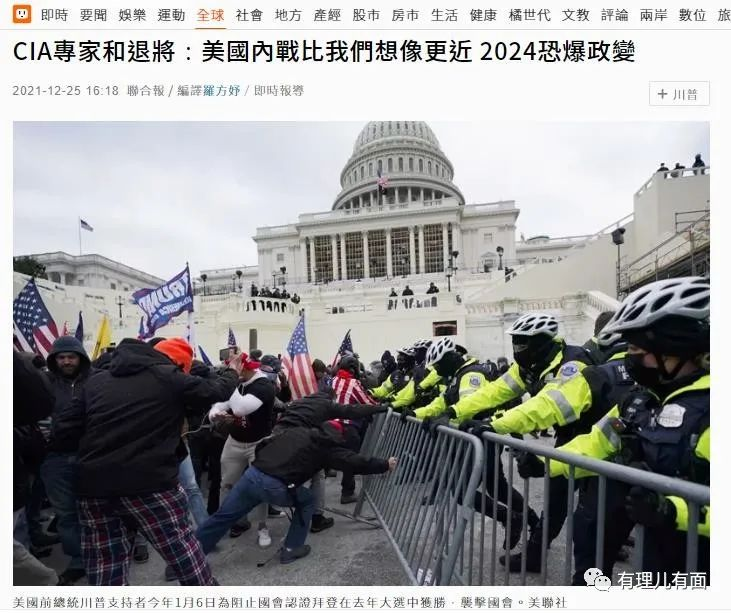 即時 要聞 娛樂 運動 全球 社會 地方 產經 股市 房市 生活 健康 橘世代 文教 評論 兩岸 數位 旅
CIA專家和退將：美國內戰比我們想像更近 2024恐爆政變
2021-12-25 16:18 聯合報 / 編譯羅方妤 / 即時報導
+ 川普
TRUMP
美國前總統川普支持者今年1月6日為阻止國會認證拜登在去年大選中獲勝，襲擊國會。美聯社
有理儿有面